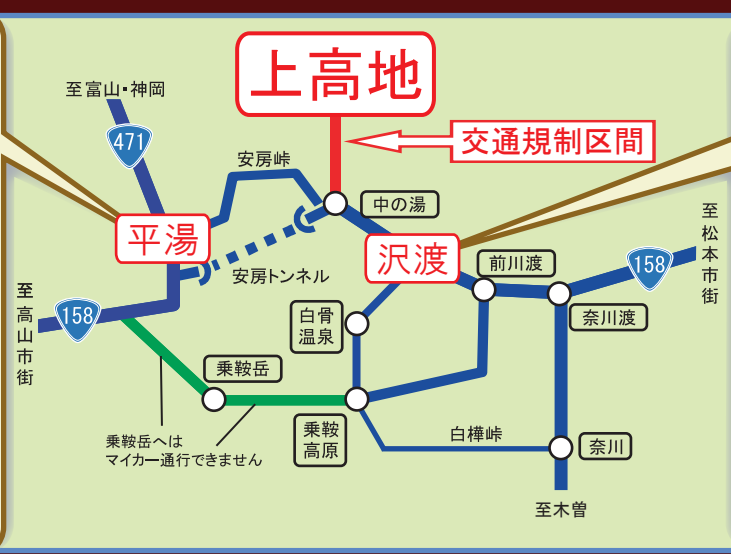 上高地
至富山・神岡
471
交通規制区間
安房峠
中の湯
平湯
沢渡
安房トンネル
前川渡
158
至松本市街
至高山市街
158
白骨
温泉
奈川渡
乗鞍岳
乗鞍
高原
乗鞍岳へは
マイカー通行できません
白樺峠
奈川
至木曽